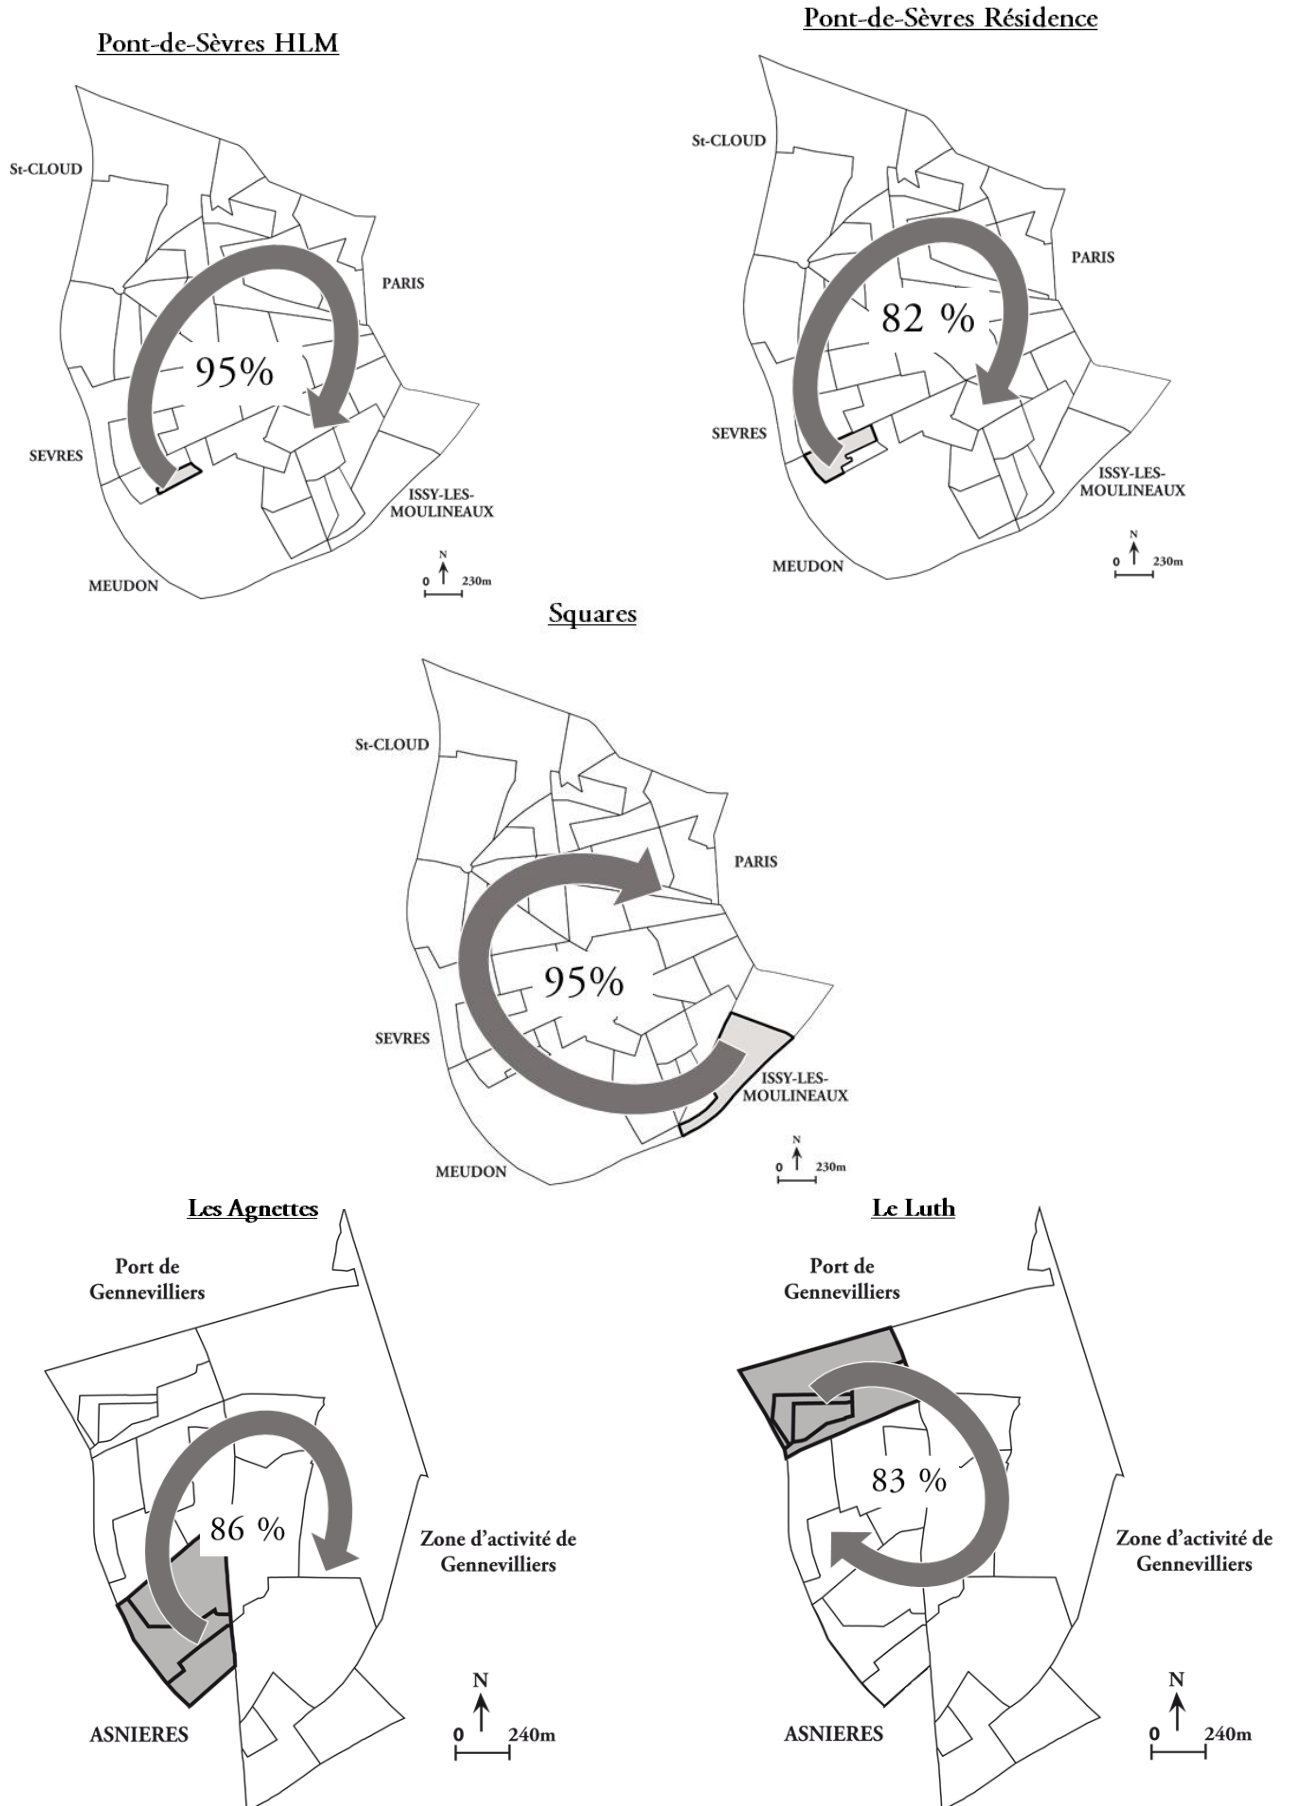 Pont-de-Sèvres HLM
St-CLOUD
PARIS
95%
SEVRES
ISSY-LES-
MOULINEAUX
MEUDON
N
0 230m
Pont-de-Sèvres Résidence
St-CLOUD
PARIS
82 %
SEVRES
ISSY-LES-
MOULINEAUX
MEUDON
N
0 230m
Squares
St-CLOUD
PARIS
95%
SEVRES
ISSY-LES-
MOULINEAUX
MEUDON
N
0 230m
Les Agnettes
Port de
Gennevilliers
86 %
Zone d'activité de
Gennevilliers
ASNIERES
N
0 240m
Le Luth
Port de
Gennevilliers
83 %
Zone d'activité de
Gennevilliers
ASNIERES
N
0 240m